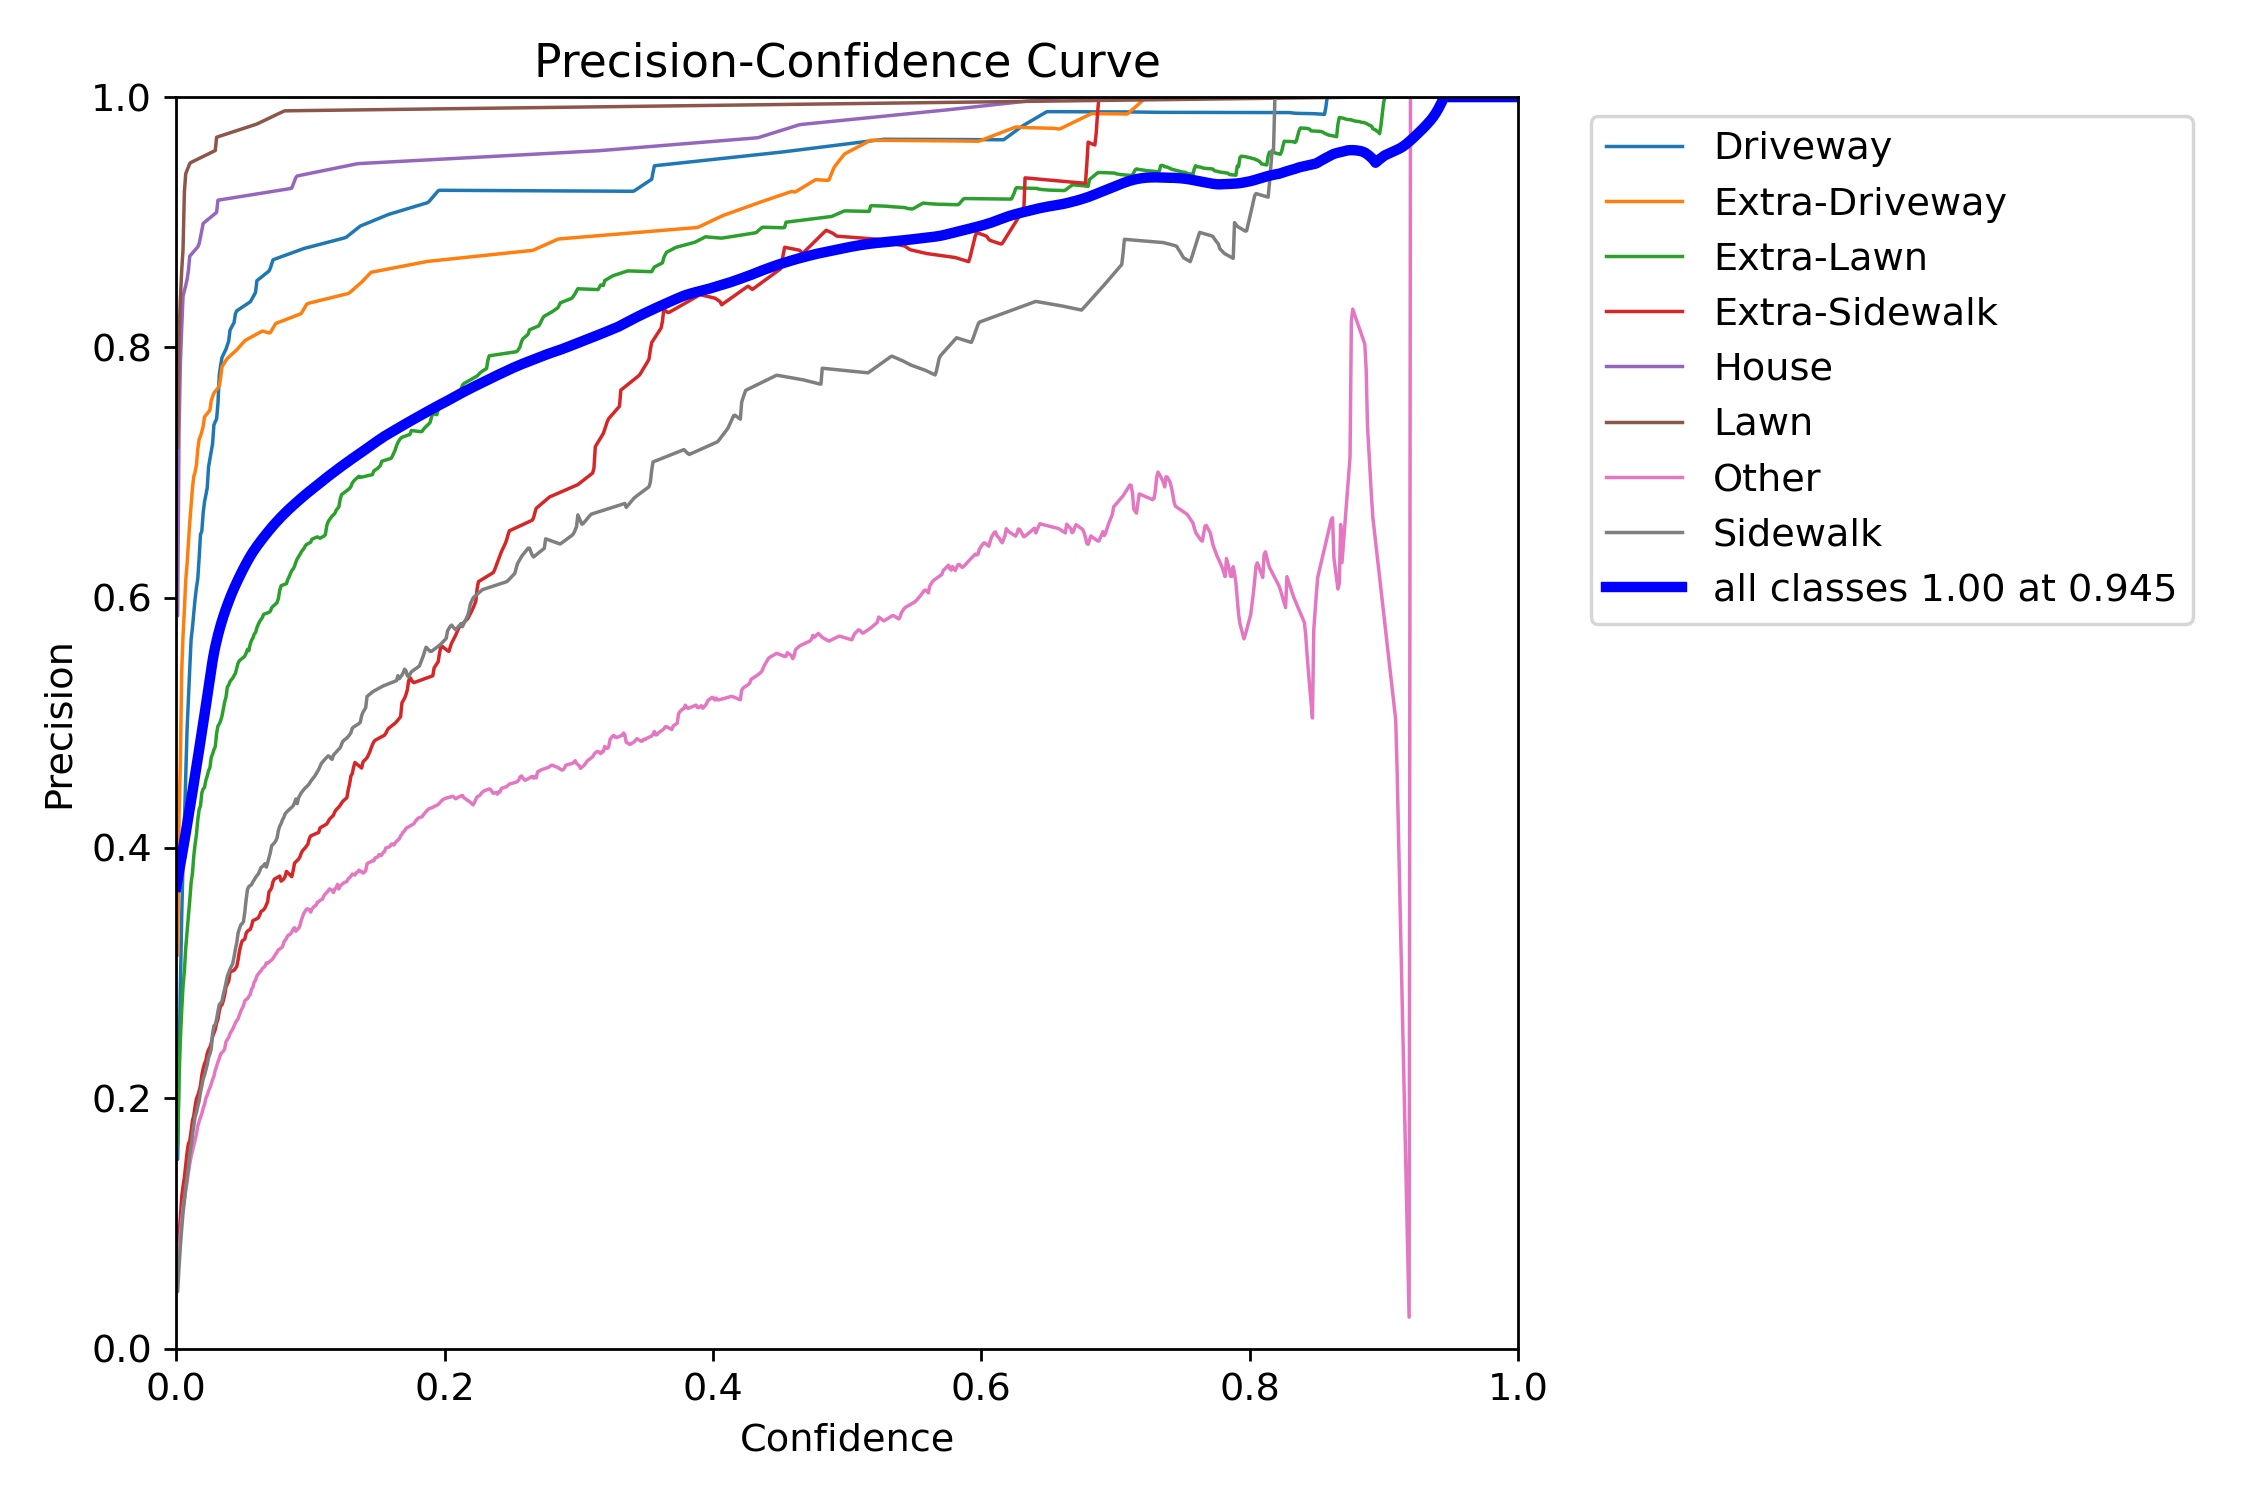 Precision-Confidence Curve
1.0
0.8
0.6
0.4
0.2
0.0
Precision
0.0 0.2 0.4 0.6 0.8 1.0
Confidence
Driveway
Extra-Driveway
Extra-Lawn
Extra-Sidewalk
House
Lawn
Other
Sidewalk
all classes 1.00 at 0.945